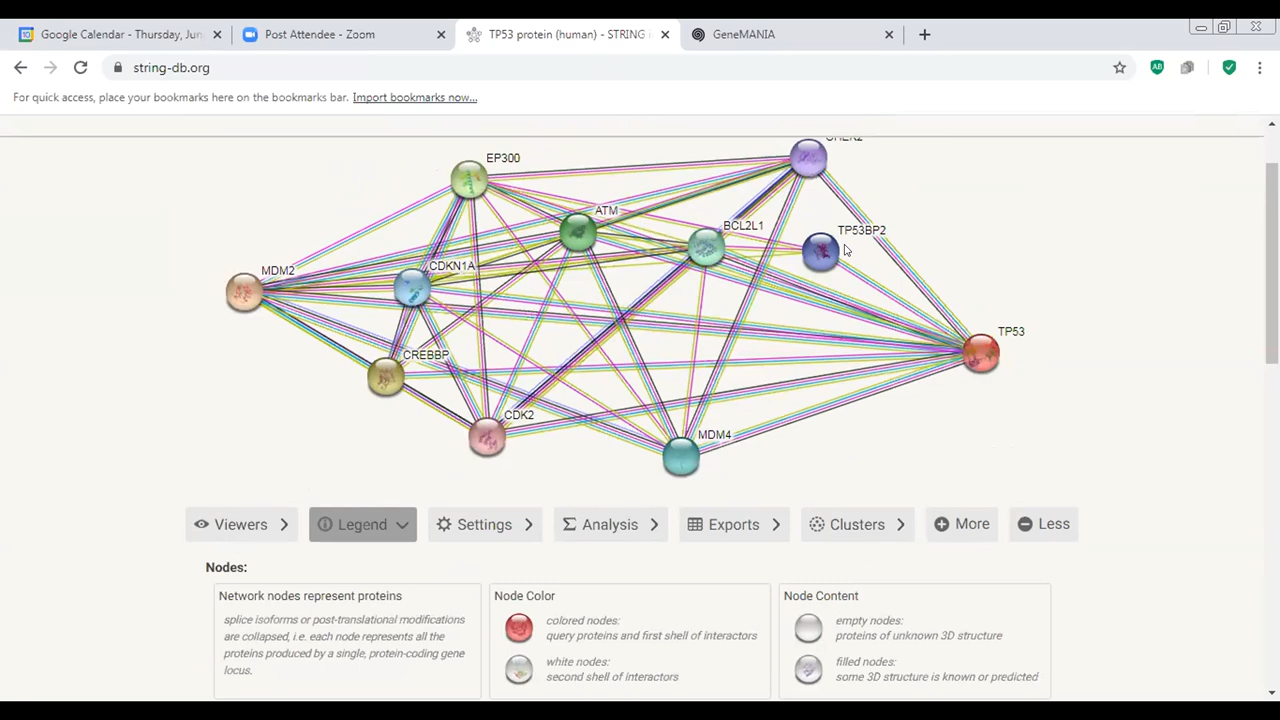 Google Calendar - Thursday, Jun
Post Attendee - Zoom
TP53 protein (human) - STRING i
GeneMANIA
string-db.org
For quick access, place your bookmarks here on the bookmarks bar. Import bookmarks now...
EP300
ATM
BCL2L1
TP53BP2
MDM2
CDKN1A
TP53
CREBBP
CDK2
MDM4
Viewers
Legend
Settings
Analysis
Exports
Clusters
More
Less
Nodes:
Network nodes represent proteins
splice isoforms or post-translational modifications
are collapsed, i.e. each node represents all the
proteins produced by a single, protein-coding gene
locus.
Node Color
colored nodes:
query proteins and first shell of interactors
white nodes:
second shell of interactors
Node Content
empty nodes:
proteins of unknown 3D structure
filled nodes:
some 3D structure is known or predicted